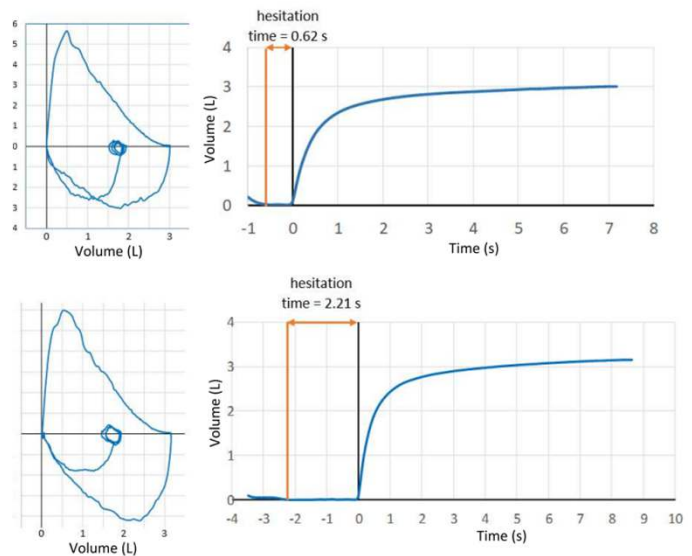 hesitation
time = 0.62 s
6
5
4
3
2
1
0
1
2
3
4
0 1 2 3
Volume (L)
4
3
2
1
0
Volume (L)
-1 0 1 2 3 4 5 6 7 8
Time (s)
hesitation
time = 2.21 s
0 1 2 3
Volume (L)
4
3
2
1
0
Volume (L)
-4 -3 -2 -1 0 1 2 3 4 5 6 7 8 9 10
Time (s)